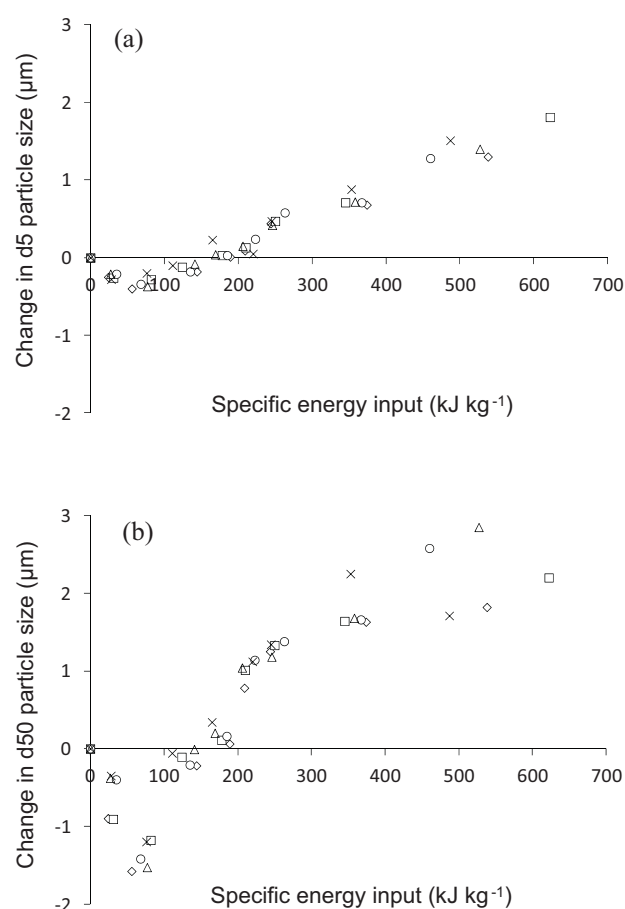 (a)
Change in d5 particle size (µm)
3
2
1
0
-1
-2
0 100 200 300 400 500 600 700
Specific energy input (kJ kg-1)
(b)
Change in d50 particle size (µm)
3
2
1
0
-1
-2
0 100 200 300 400 500 600 700
Specific energy input (kJ kg-1)